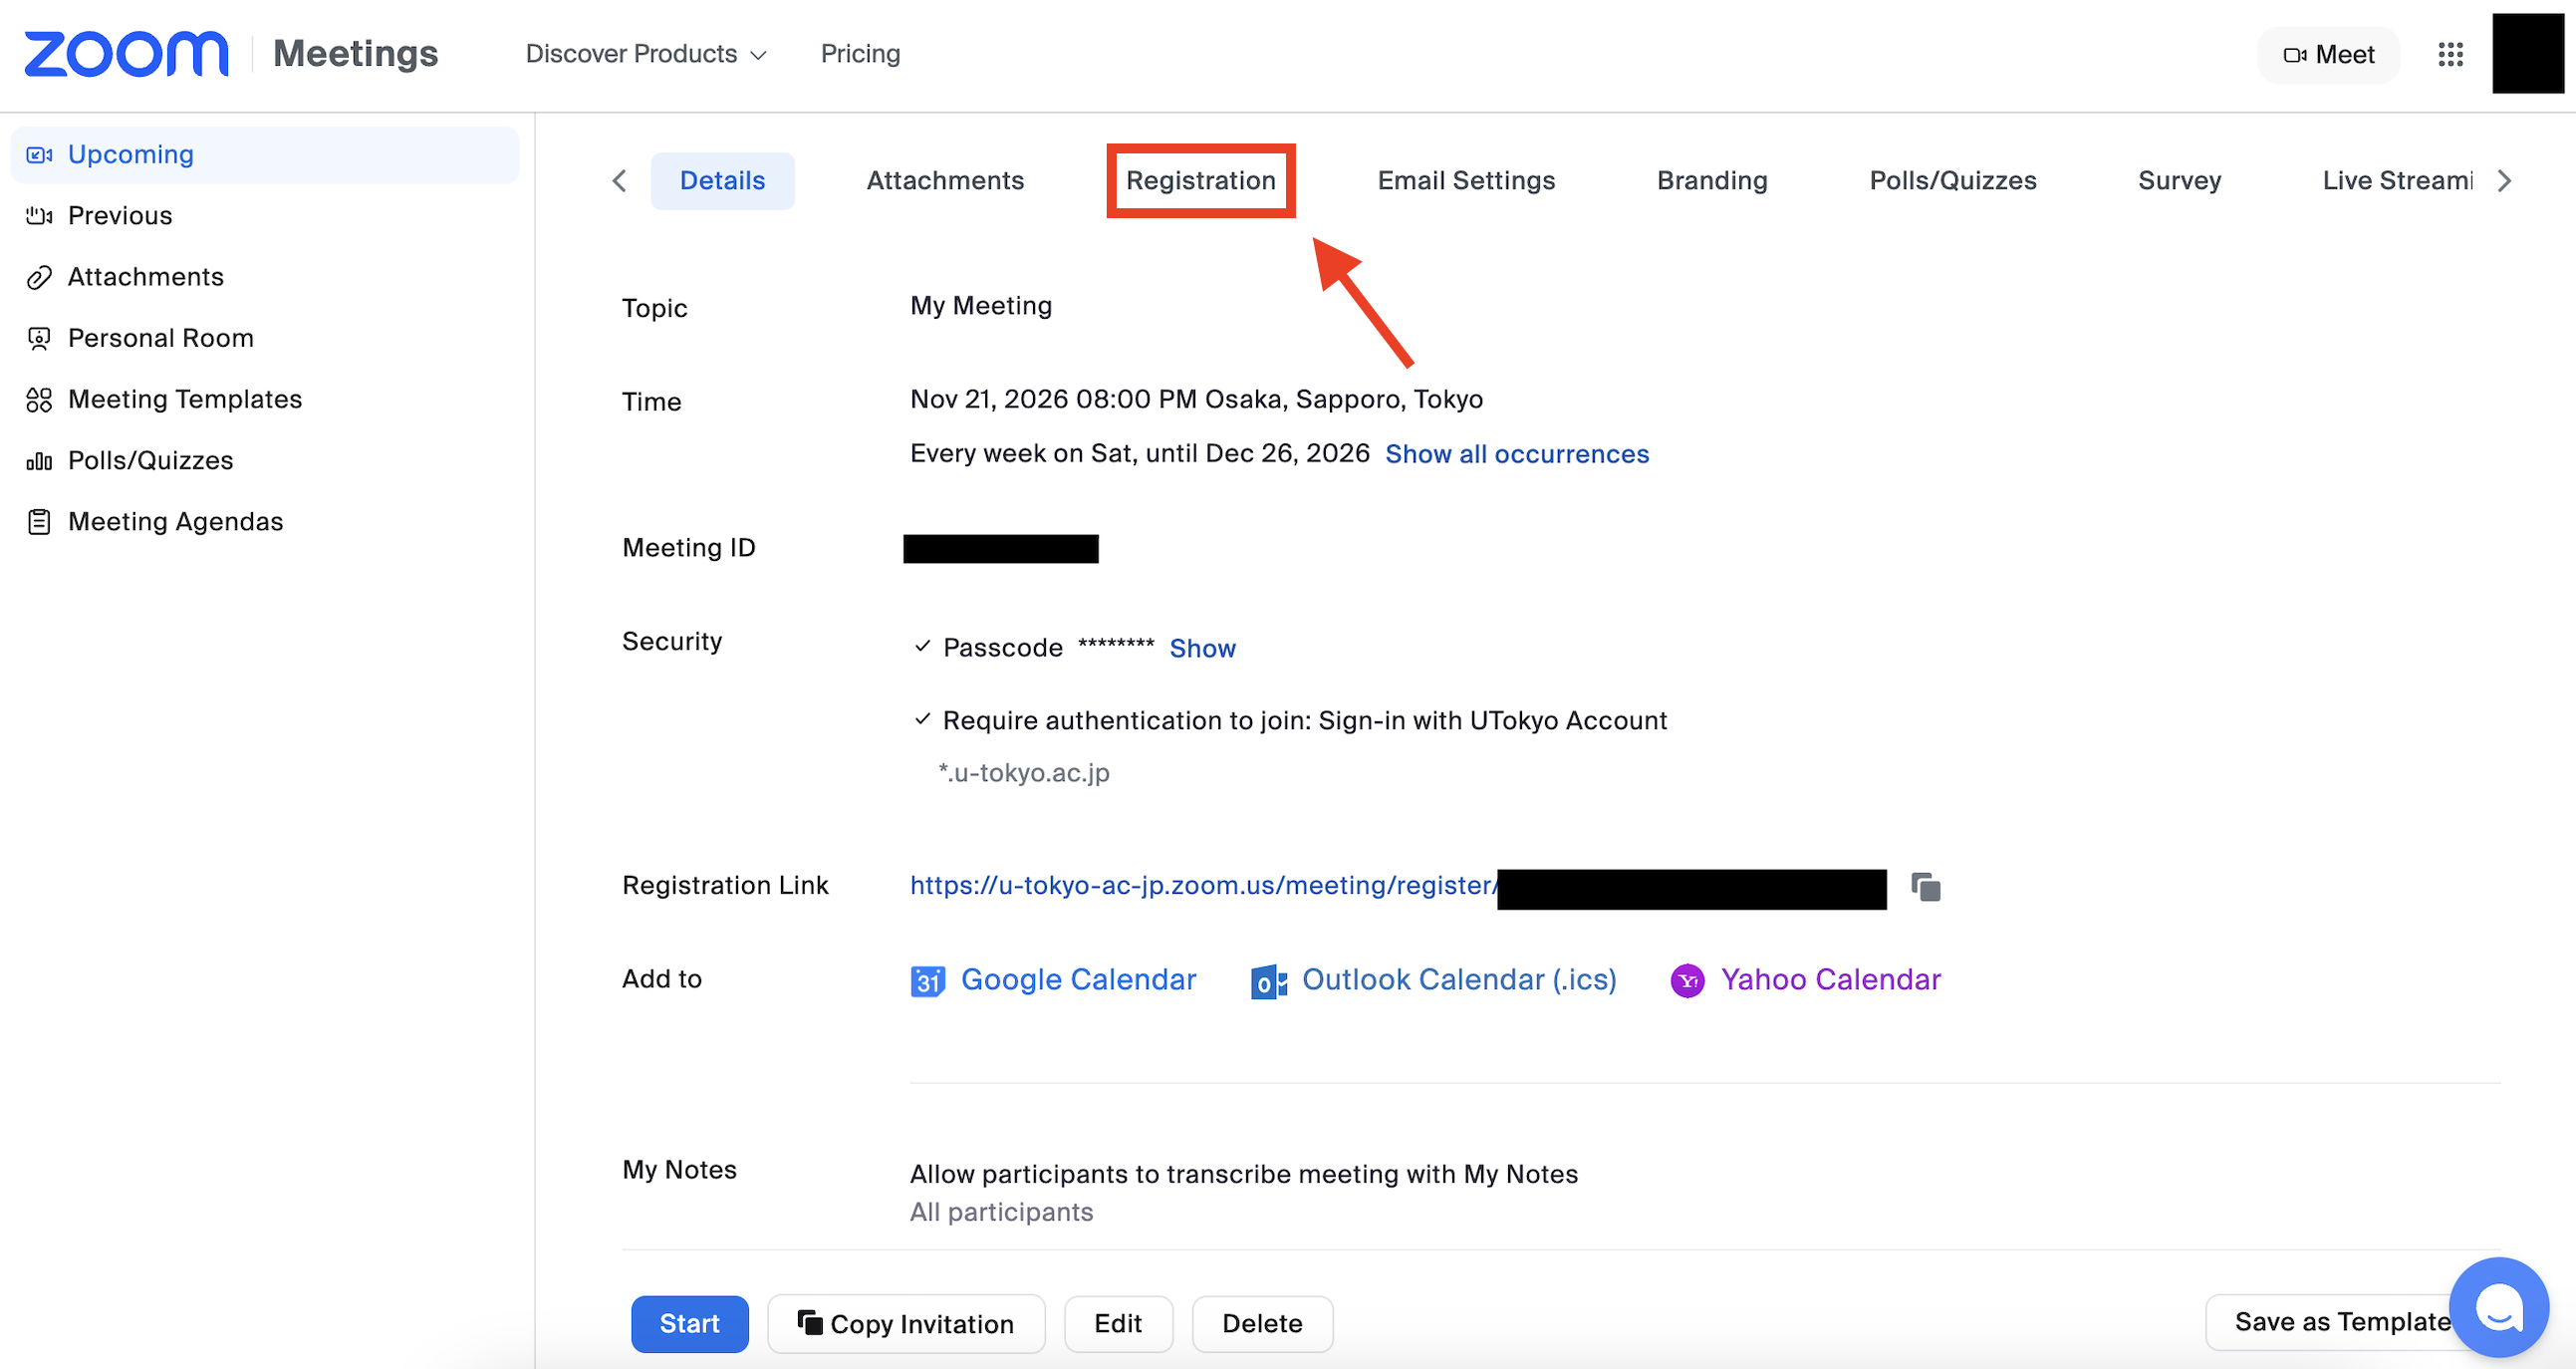 zoom Meetings Discover Products Pricing Meet
Upcoming
Previous
Attachments
Personal Room
Meeting Templates
Polls/Quizzes
Meeting Agendas
Details Attachments Registration Email Settings Branding Polls/Quizzes Survey Live Streami
Topic My Meeting
Time Nov 21, 2026 08:00 PM Osaka, Sapporo, Tokyo
Every week on Sat, until Dec 26, 2026 Show all occurrences
Meeting ID
Security Passcode ******** Show
Require authentication to join: Sign-in with UTokyo Account
*.u-tokyo.ac.jp
Registration Link https://u-tokyo-ac-jp.zoom.us/meeting/register/
Add to 31 Google Calendar Outlook Calendar (.ics) Yahoo Calendar
My Notes Allow participants to transcribe meeting with My Notes
All participants
Start Copy Invitation Edit Delete Save as Template